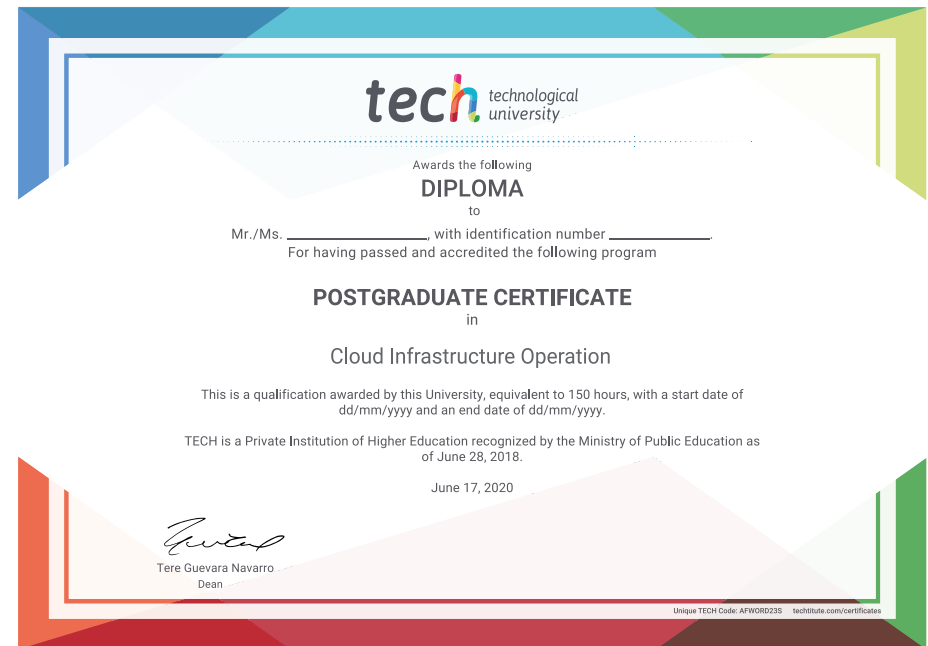 tech technological
university
Awards the following
DIPLOMA
to
Mr./Ms. ____________________, with identification number ______________.
For having passed and accredited the following program
POSTGRADUATE CERTIFICATE
in
Cloud Infrastructure Operation
This is a qualification awarded by this University, equivalent to 150 hours, with a start date of
dd/mm/yyyy and an end date of dd/mm/yyyy.
TECH is a Private Institution of Higher Education recognized by the Ministry of Public Education as
of June 28, 2018.
June 17, 2020
Tere Guevara Navarro
Dean
Unique TECH Code: AFWORD23S techtitute.com/certificates